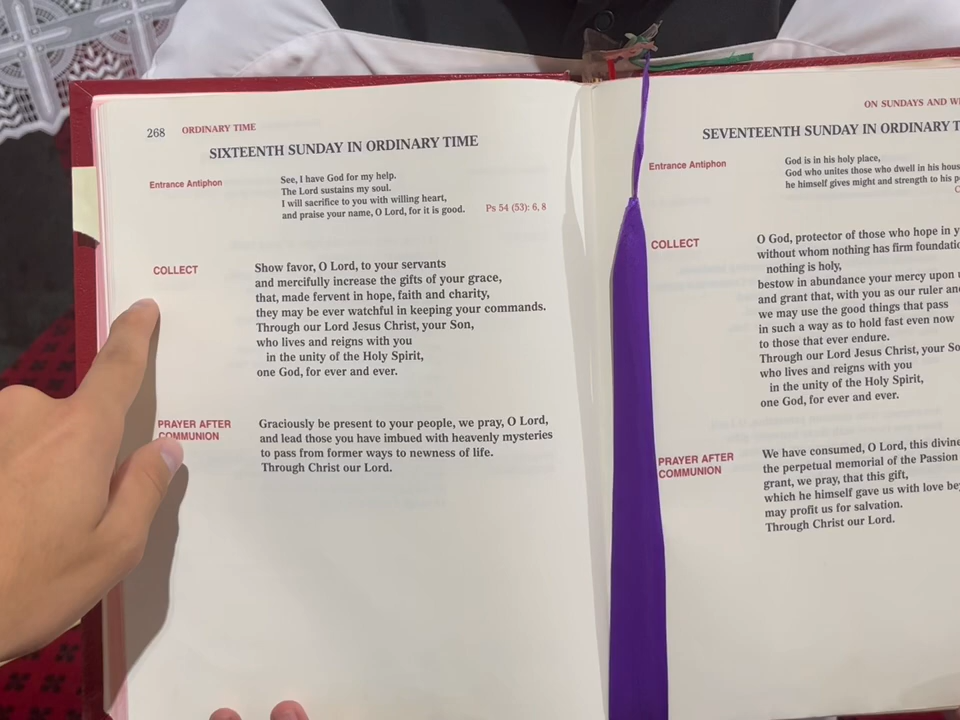 268 ORDINARY TIME
SIXTEENTH SUNDAY IN ORDINARY TIME
Entrance Antiphon
See, I have God for my help.
The Lord sustains my soul.
I will sacrifice to you with willing heart,
and praise your name, O Lord, for it is good. Ps 54 (53): 6, 8
COLLECT
Show favor, O Lord, to your servants
and mercifully increase the gifts of your grace,
that, made fervent in hope, faith and charity,
they may be ever watchful in keeping your commands.
Through our Lord Jesus Christ, your Son,
who lives and reigns with you
in the unity of the Holy Spirit,
one God, for ever and ever.
PRAYER AFTER
COMMUNION
Graciously be present to your people, we pray, O Lord,
and lead those you have imbued with heavenly mysteries
to pass from former ways to newness of life.
Through Christ our Lord.
ON SUNDAYS AND
SEVENTEENTH SUNDAY IN ORDINARY
Entrance Antiphon
God is in his holy place,
God who unites those who dwell in his
he himself gives might and strength to his
COLLECT
O God, protector of those who hope in
without whom nothing has firm
nothing is holy,
bestow in abundance your mercy upon
and grant that, with you as our ruler
we may use the good things that pass
in such a way as to hold fast even now
to those that ever endure.
Through our Lord Jesus Christ, your
who lives and reigns with you
in the unity of the Holy Spirit,
one God, for ever and ever.
PRAYER AFTER
COMMUNION
We have consumed, O Lord, this divine
the perpetual memorial of the Passion
grant, we pray, that this gift,
which he himself gave us with love
may profit us for salvation.
Through Christ our Lord.